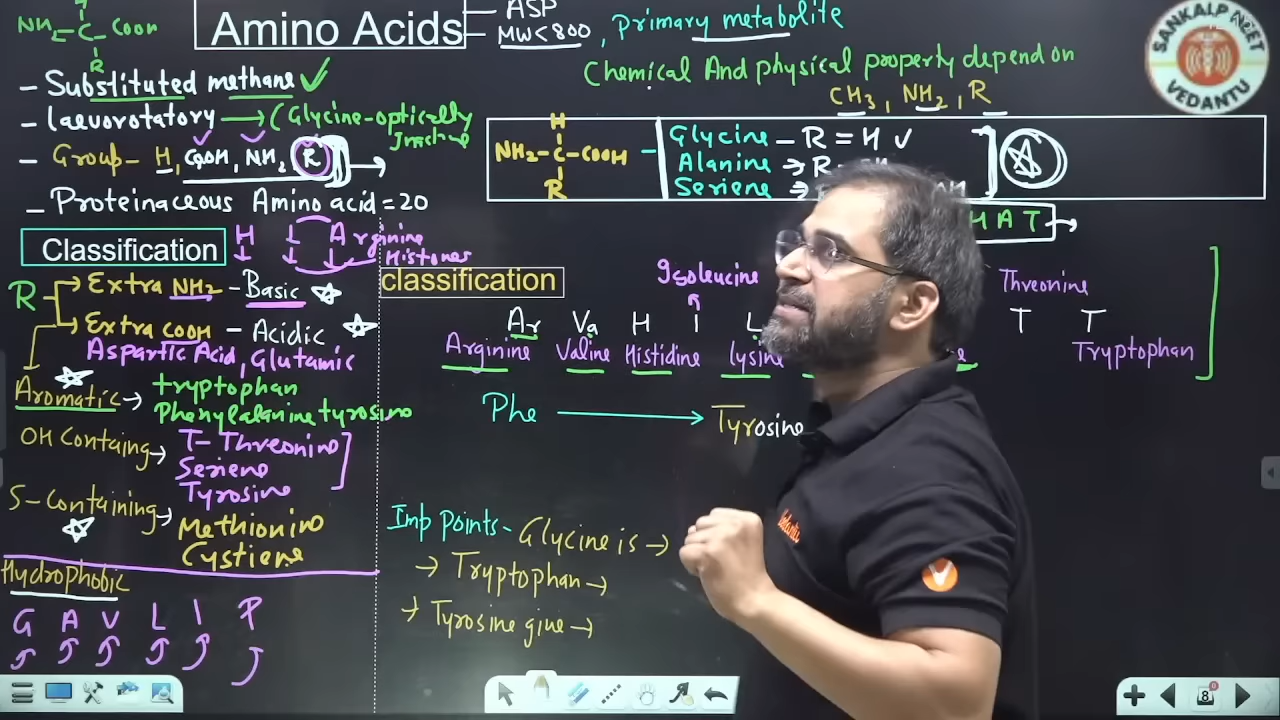 NH₂-C-COOH
R
Amino Acids
ASP
MW<800, Primary metabolite
Chemical And physical poperty depend on
CH3, NH2, R
- Substituted methane ✓
- laevorotatory → (Glycine-optically
Inactive
- Group- H, COOH, NH2 R →
- Proteinaceous Amino acid = 20
H
NH₂-C-COOH
R
Glycine - R = H ✓
Alanine → R
Seriene →
HAT →
SANKALP NEET
VEDANTU
Classification
H L Arginine
Histones
R
Extra NH2 - Basic
Extra COOH - Acidic
Aspartic Acid, Glutamic
Aromatic → tryptophan
Phenylalanine tyrosine
OH Containg → T- Threonine
Seriene
Tyrosine
S-Containing → Methionine
Cystiene
Hydrophobic
G A V L I P
classification
Isoleucine
Threonine
Ar Va H I L T T
Arginine Valine Histidine lysine Tryptophan
Phe → Tyrosine
Imp points - Glycine is →
→ Tryptophan →
→ Tyrosine give →
vedantu
V
8